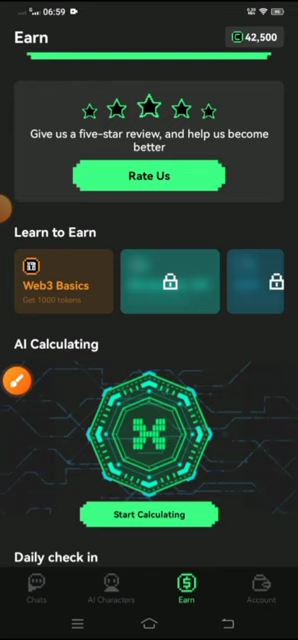 06:59
Earn
42,500
Give us a five-star review, and help us become
better
Rate Us
Learn to Earn
Web3 Basics
Get 1000 tokens
AI Calculating
Start Calculating
Daily check in
Chats
AI Characters
Earn
Account